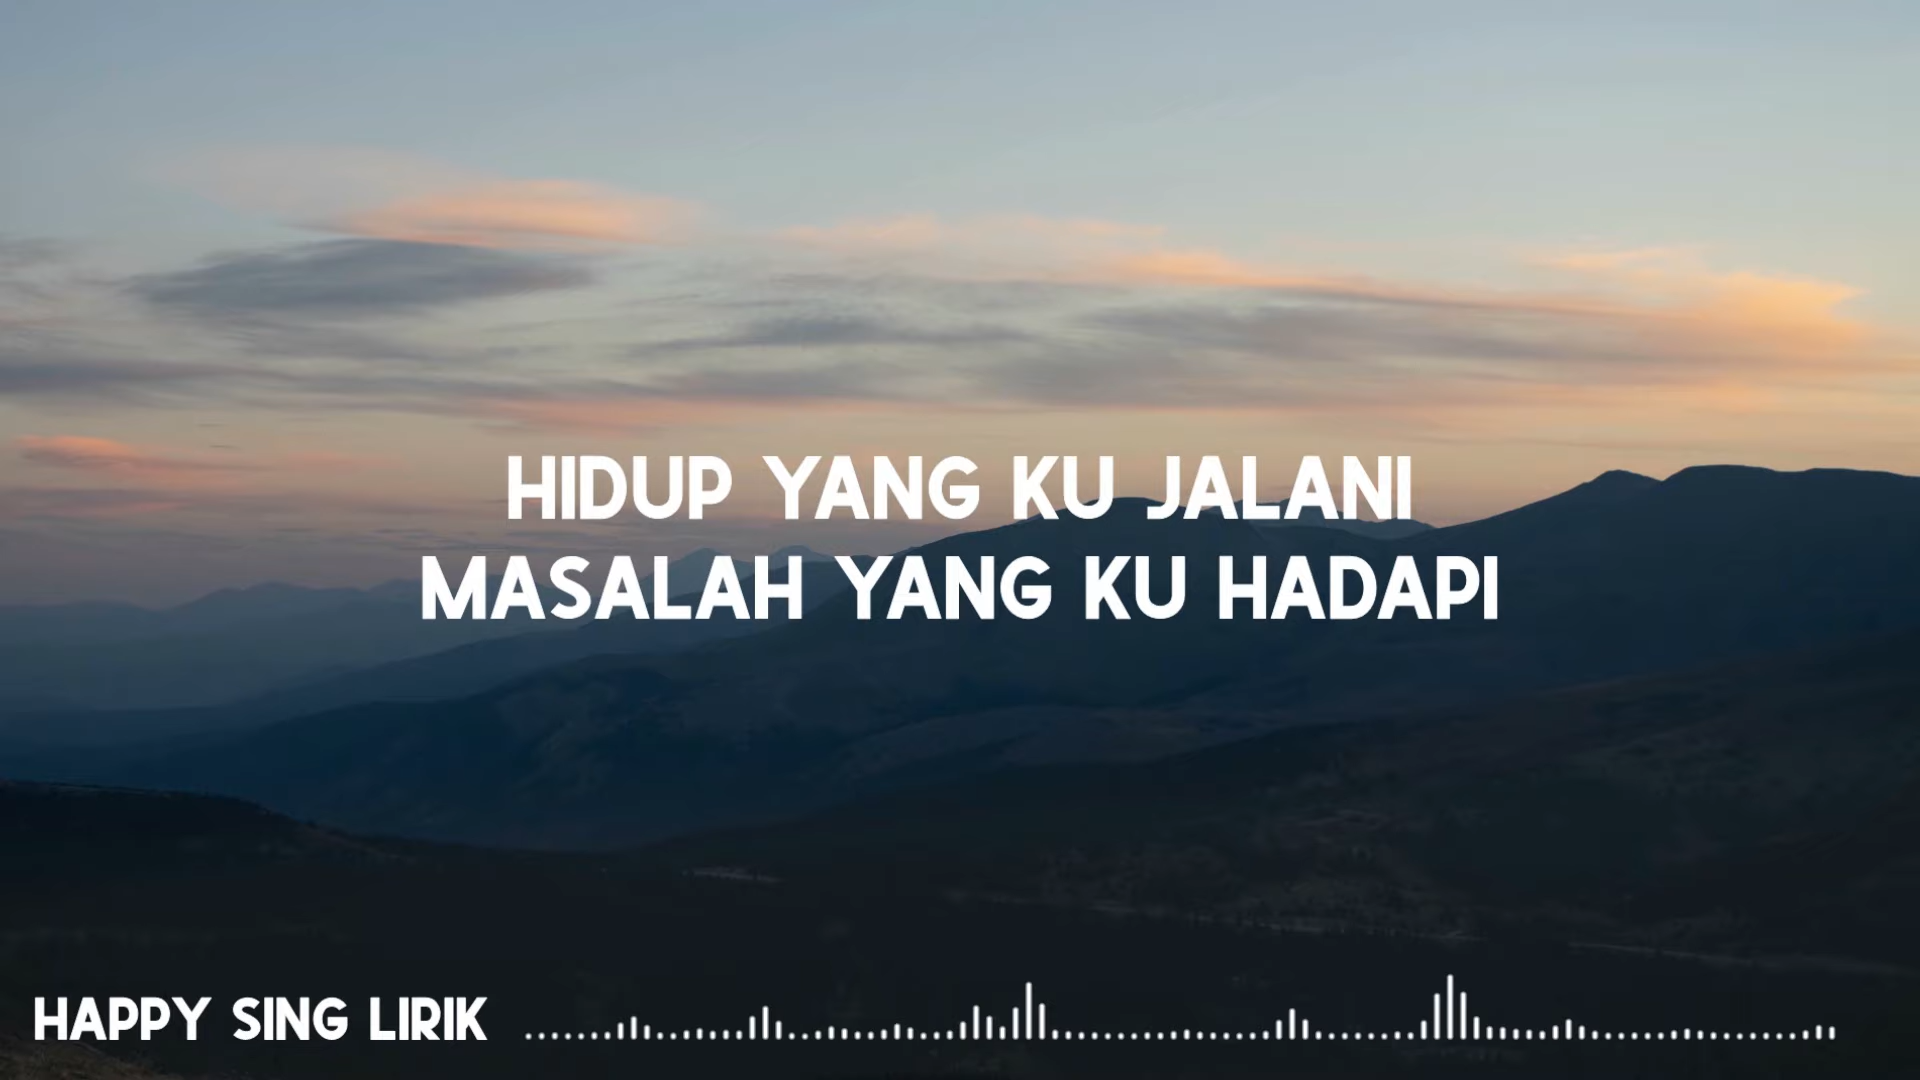 HIDUP YANG KU JALANI
MASALAH YANG KU HADAPI
HAPPY SING LIRIK